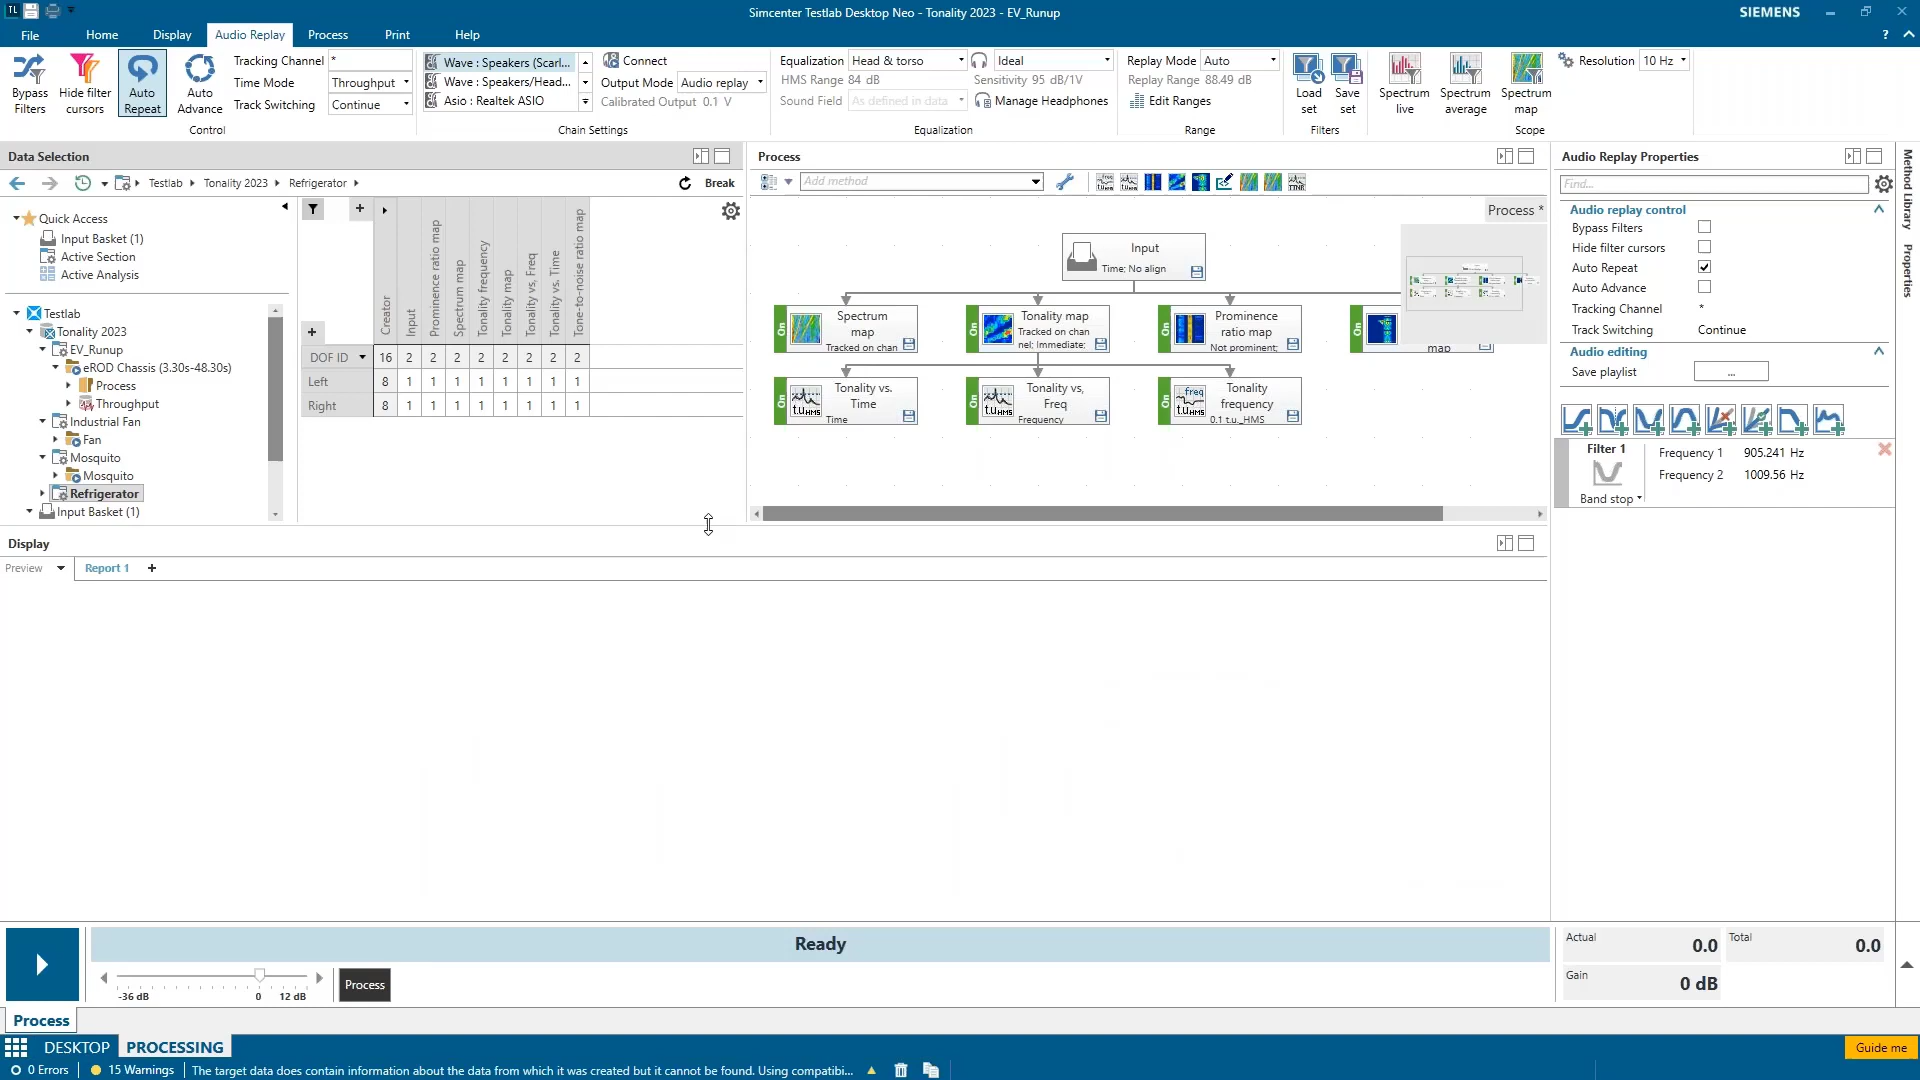 TL
Simcenter Testlab Desktop Neo - Tonality 2023 - EV_Runup
SIEMENS
File Home Display Audio Replay Process Print Help
?
Bypass Filters
Hide filter cursors
Auto Repeat
Auto Advance
Tracking Channel *
Time Mode Throughput
Track Switching Continue
Control
Wave : Speakers (Scarl...
Wave : Speakers/Head...
Asio : Realtek ASIO
Connect
Output Mode Audio replay
Calibrated Output 0.1 V
Chain Settings
Equalization Head & torso
HMS Range 84 dB
Sound Field As defined in data
Ideal
Sensitivity 95 dB/1V
Manage Headphones
Equalization
Replay Mode Auto
Replay Range 88.49 dB
Edit Ranges
Range
Load set
Save set
Filters
Spectrum live
Spectrum average
Spectrum map
Resolution 10 Hz
Scope
Data Selection
Testlab Tonality 2023 Refrigerator
Break
Quick Access
Input Basket (1)
Active Section
Active Analysis
Testlab
Tonality 2023
EV_Runup
eROD Chassis (3.30s-48.30s)
Process
Throughput
Industrial Fan
Fan
Mosquito
Mosquito
Refrigerator
Input Basket (1)
Creator
Input
Prominence ratio map
Spectrum map
Tonality frequency
Tonality map
Tonality vs, Freq
Tonality vs. Time
Tone-to-noise ratio map
DOF ID 16 2 2 2 2 2 2 2 2
Left 8 1 1 1 1 1 1 1 1
Right 8 1 1 1 1 1 1 1 1
Process
Add method
Process *
Input
Time; No align
On
Spectrum map
Tracked on chan
On
Tonality map
Tracked on chan
nel; Immediate;
On
Prominence ratio map
Not prominent;
On
map
On
Tonality vs. Time
Time
On
Tonality vs, Freq
Frequency
On
Tonality frequency
0.1 t.u._HMS
Audio Replay Properties
Find...
Audio replay control
Bypass Filters
Hide filter cursors
Auto Repeat
Auto Advance
Tracking Channel *
Track Switching Continue
Audio editing
Save playlist ...
Filter 1
Band stop
Frequency 1 905.241 Hz
Frequency 2 1009.56 Hz
Method Library
Properties
Display
Preview Report 1 +
Ready
-36 dB 0 12 dB
Process
Actual 0.0
Total 0.0
Gain 0 dB
Process
DESKTOP PROCESSING
Guide me
0 Errors 15 Warnings The target data does contain information about the data from which it was created but it cannot be found. Using compatibi...